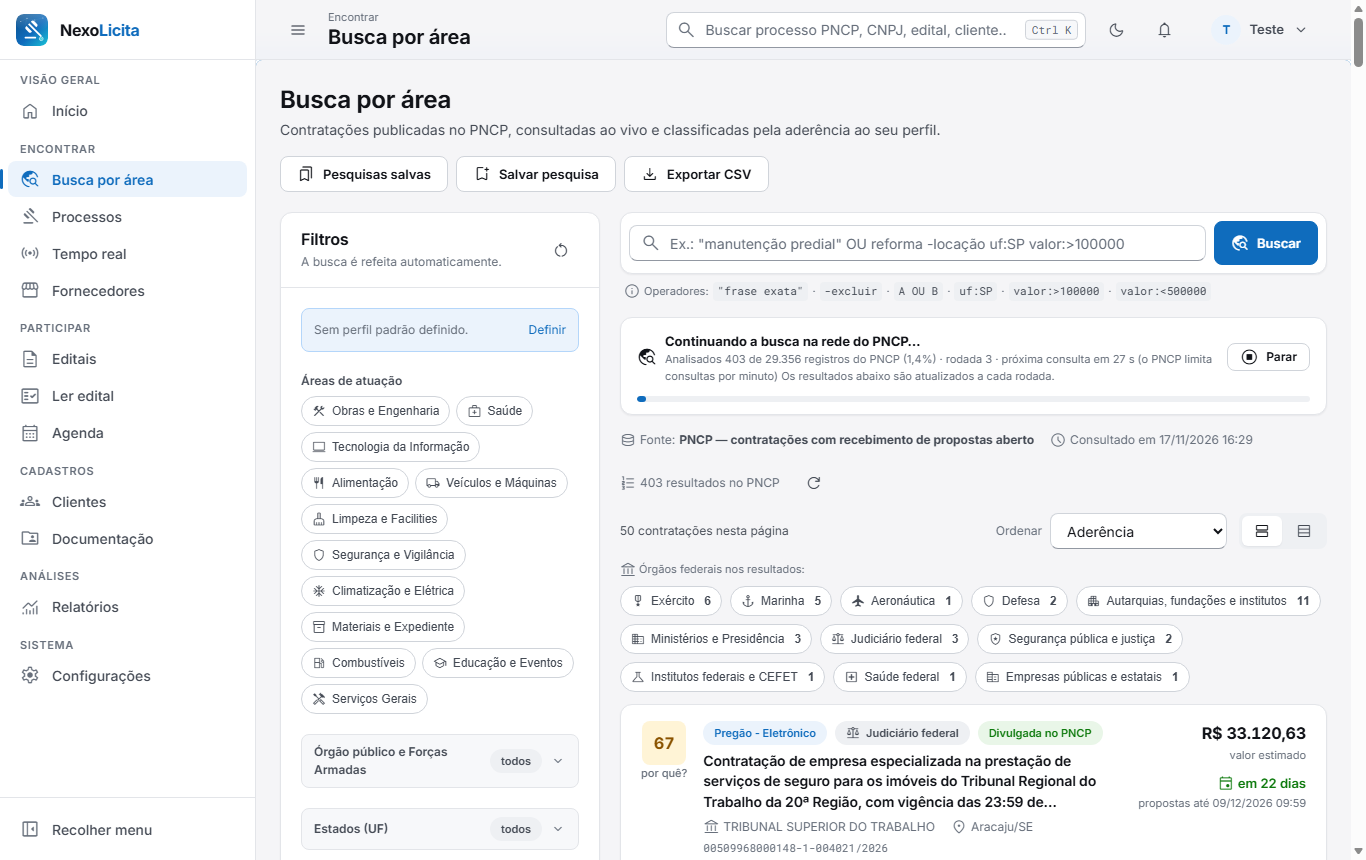 NexoLicita
VISÃO GERAL
Início
ENCONTRAR
Busca por área
Processos
Tempo real
Fornecedores
PARTICIPAR
Editais
Ler edital
Agenda
CADASTROS
Clientes
Documentação
ANÁLISES
Relatórios
SISTEMA
Configurações
Recolher menu
Encontrar
Busca por área
Buscar processo PNCP, CNPJ, edital, cliente..
Ctrl K
T
Teste
Busca por área
Contratações publicadas no PNCP, consultadas ao vivo e classificadas pela aderência ao seu perfil.
Pesquisas salvas
Salvar pesquisa
Exportar CSV
Filtros
A busca é refeita automaticamente.
Sem perfil padrão definido.
Definir
Áreas de atuação
Obras e Engenharia
Saúde
Tecnologia da Informação
Alimentação
Veículos e Máquinas
Limpeza e Facilities
Segurança e Vigilância
Climatização e Elétrica
Materiais e Expediente
Combustíveis
Educação e Eventos
Serviços Gerais
Órgão público e Forças
Armadas
todos
Estados (UF)
todos
Ex.: "manutenção predial" OU reforma -locação uf:SP valor:>100000
Buscar
Operadores: "frase exata" · -excluir · A OU B · uf:SP · valor:>100000 · valor:<500000
Continuando a busca na rede do PNCP...
Analisados 403 de 29.356 registros do PNCP (1,4%) · rodada 3 · próxima consulta em 27 s (o PNCP limita
consultas por minuto) Os resultados abaixo são atualizados a cada rodada.
Parar
Fonte: PNCP — contratações com recebimento de propostas aberto
Consultado em 17/11/2026 16:29
403 resultados no PNCP
50 contratações nesta página
Ordenar
Aderência
Órgãos federais nos resultados:
Exército 6
Marinha 5
Aeronáutica 1
Defesa 2
Autarquias, fundações e institutos 11
Ministérios e Presidência 3
Judiciário federal 3
Segurança pública e justiça 2
Institutos federais e CEFET 1
Saúde federal 1
Empresas públicas e estatais 1
67
por quê?
Pregão - Eletrônico
Judiciário federal
Divulgada no PNCP
Contratação de empresa especializada na prestação de
serviços de seguro para os imóveis do Tribunal Regional do
Trabalho da 20ª Região, com vigência das 23:59 de...
TRIBUNAL SUPERIOR DO TRABALHO
Aracaju/SE
00509968000148-1-004021/2026
R$ 33.120,63
valor estimado
em 22 dias
propostas até 09/12/2026 09:59